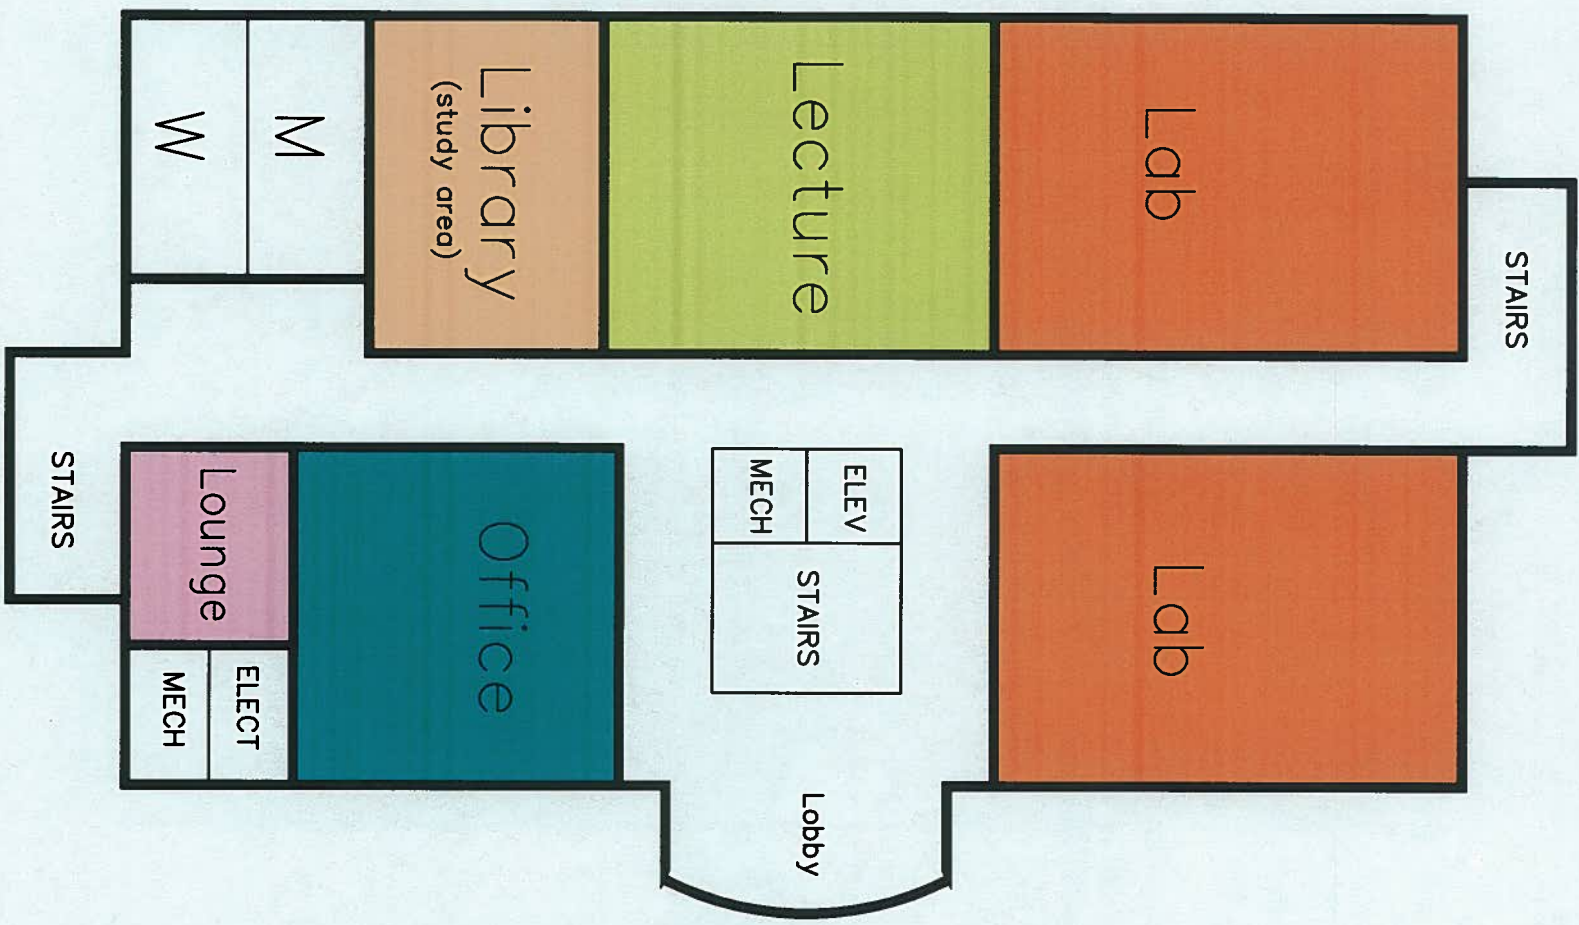 STAIRS
Lab
Lab
Lecture
ELEV
MECH
STAIRS
Lobby
Library
(study area)
Office
M
W
Lounge
ELECT
MECH
STAIRS